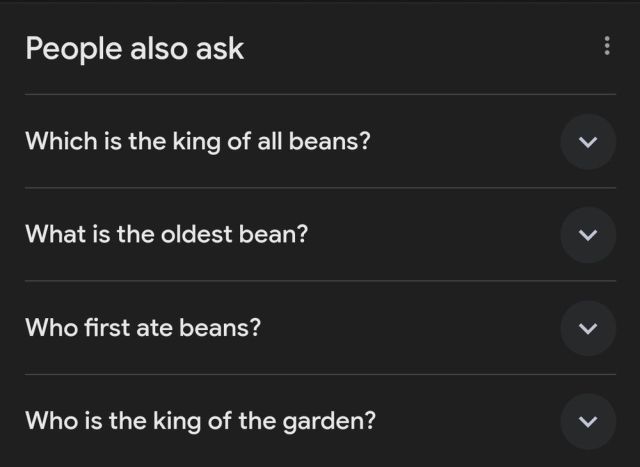 People also ask
Which is the king of all beans?
What is the oldest bean?
Who first ate beans?
Who is the king of the garden?